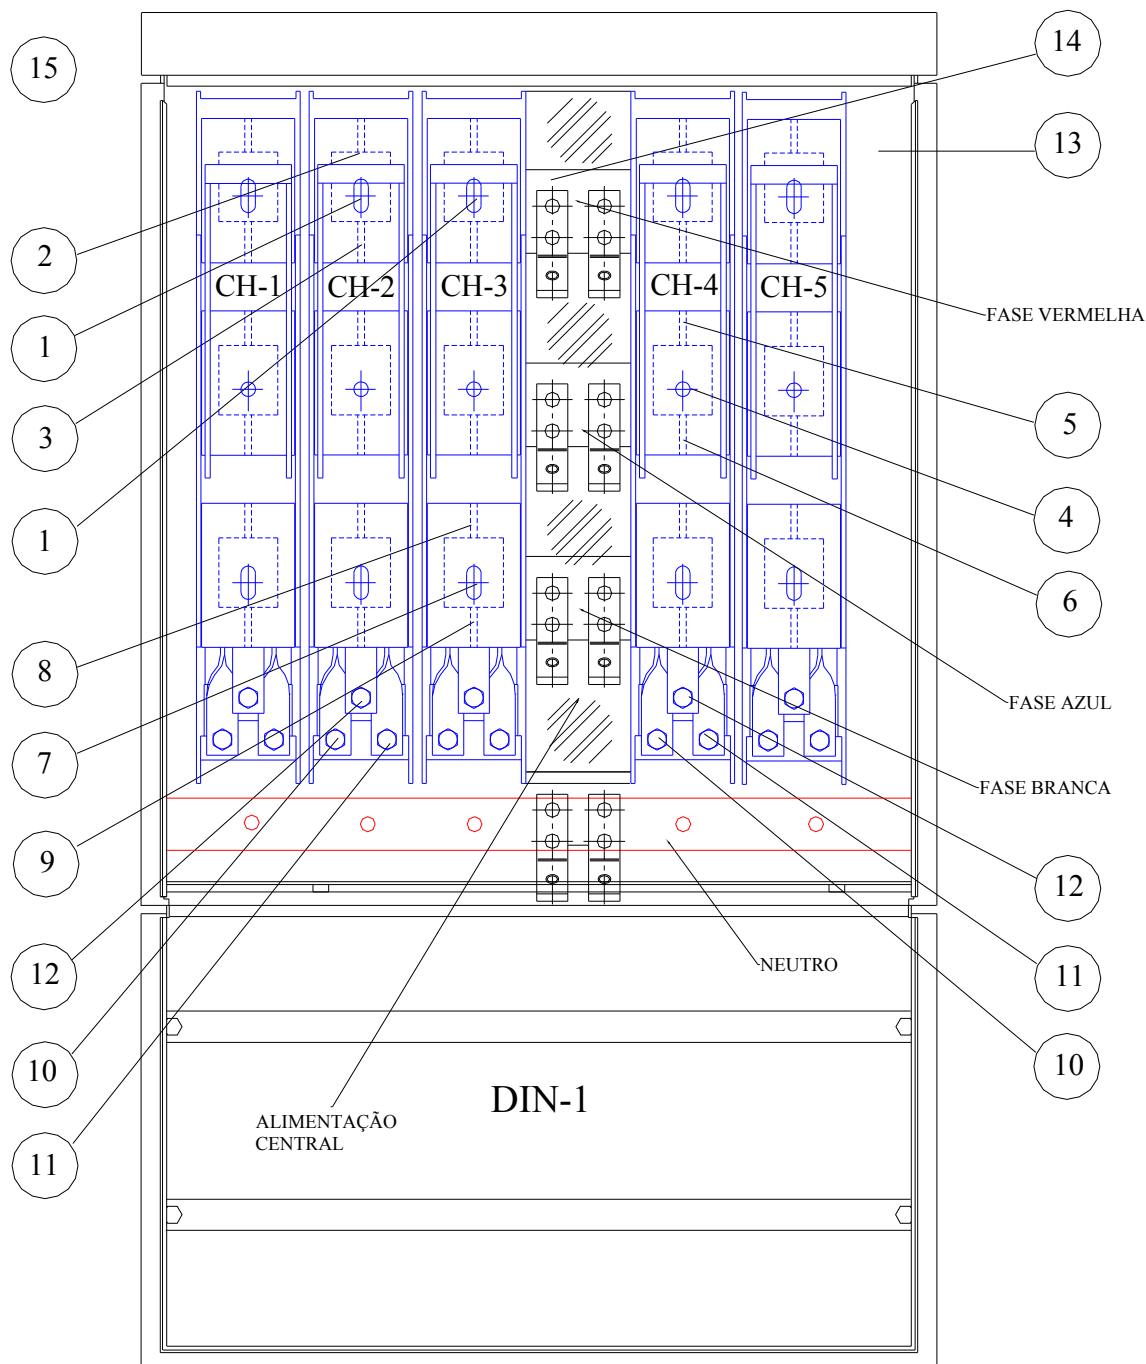 15
14
13
2
1
3
1
8
7
9
12
10
11
CH-1
CH-2
CH-3
CH-4
CH-5
FASE VERMELHA
5
4
6
FASE AZUL
FASE BRANCA
12
11
10
NEUTRO
ALIMENTAÇÃO
CENTRAL
DIN-1